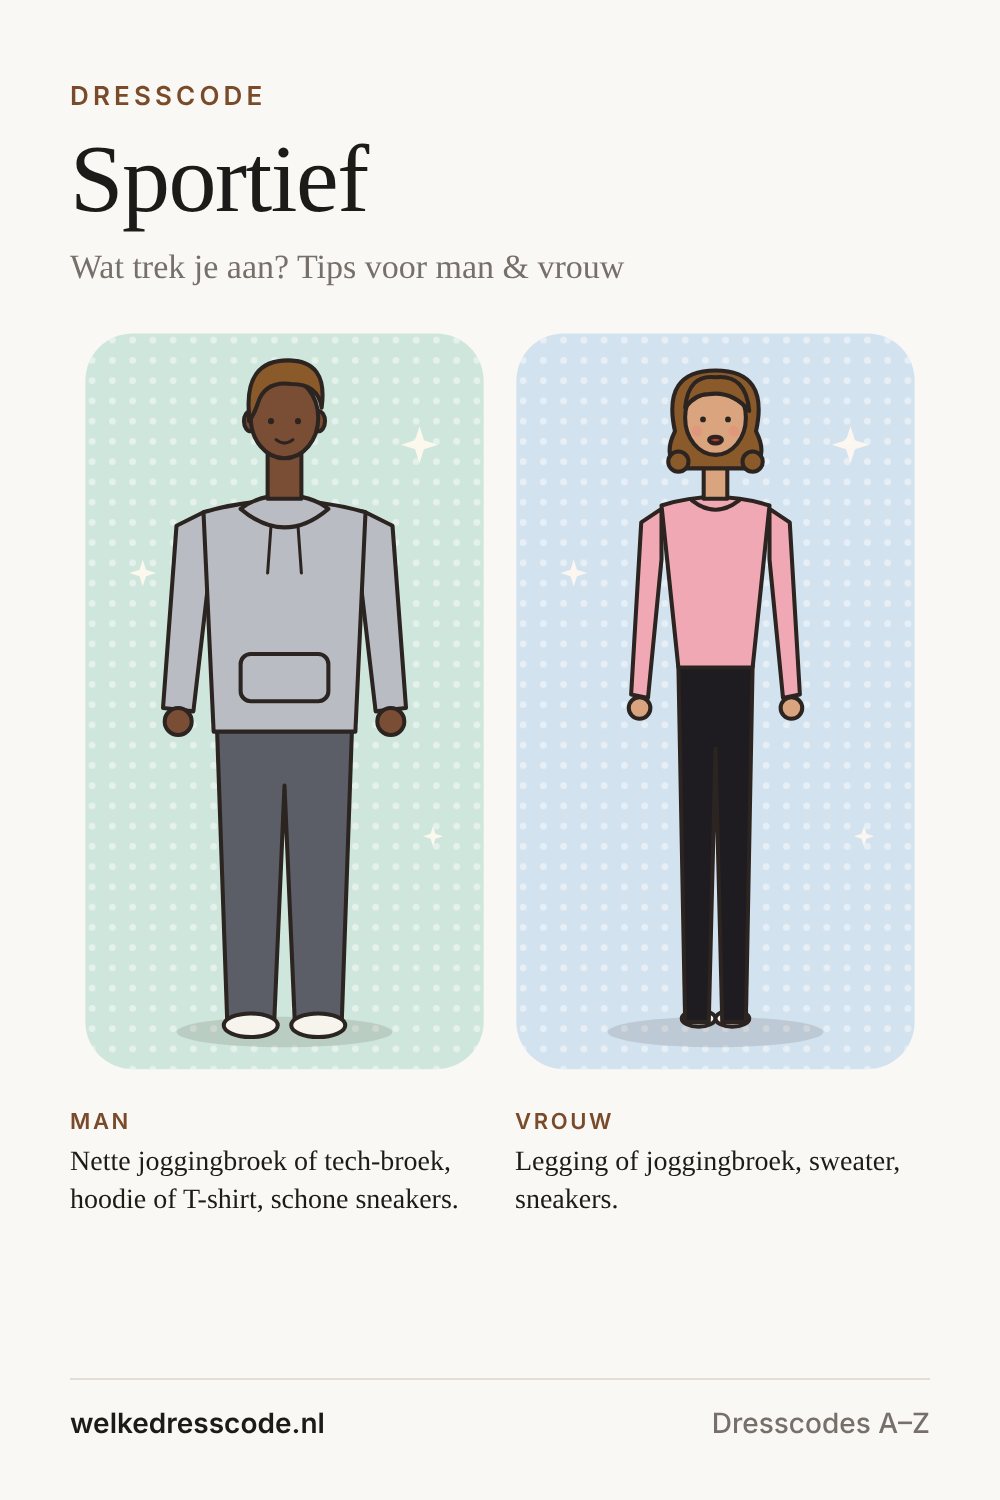 DRESSCODE
Sportief
Wat trek je aan? Tips voor man & vrouw
MAN
Nette joggingbroek of tech-broek,
hoodie of T-shirt, schone sneakers.
VROUW
Legging of joggingbroek, sweater,
sneakers.
welkedresscode.nl
Dresscodes A–Z